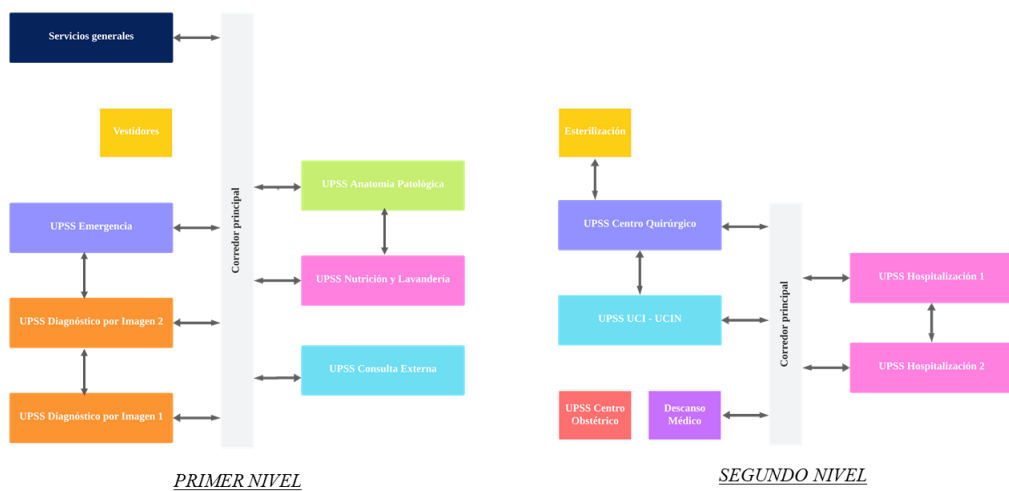 Servicios generales
Vestidores
UPSS Anatomía Patológica
UPSS Emergencia
Corredor principal
UPSS Nutrición y Lavandería
UPSS Diagnóstico por Imagen 2
UPSS Consulta Externa
UPSS Diagnóstico por Imagen 1
PRIMER NIVEL
Esterilización
UPSS Centro Quirúrgico
UPSS Hospitalización 1
UPSS UCI - UCIN
Corredor principal
UPSS Hospitalización 2
UPSS Centro
Obstétrico
Descanso
Médico
SEGUNDO NIVEL